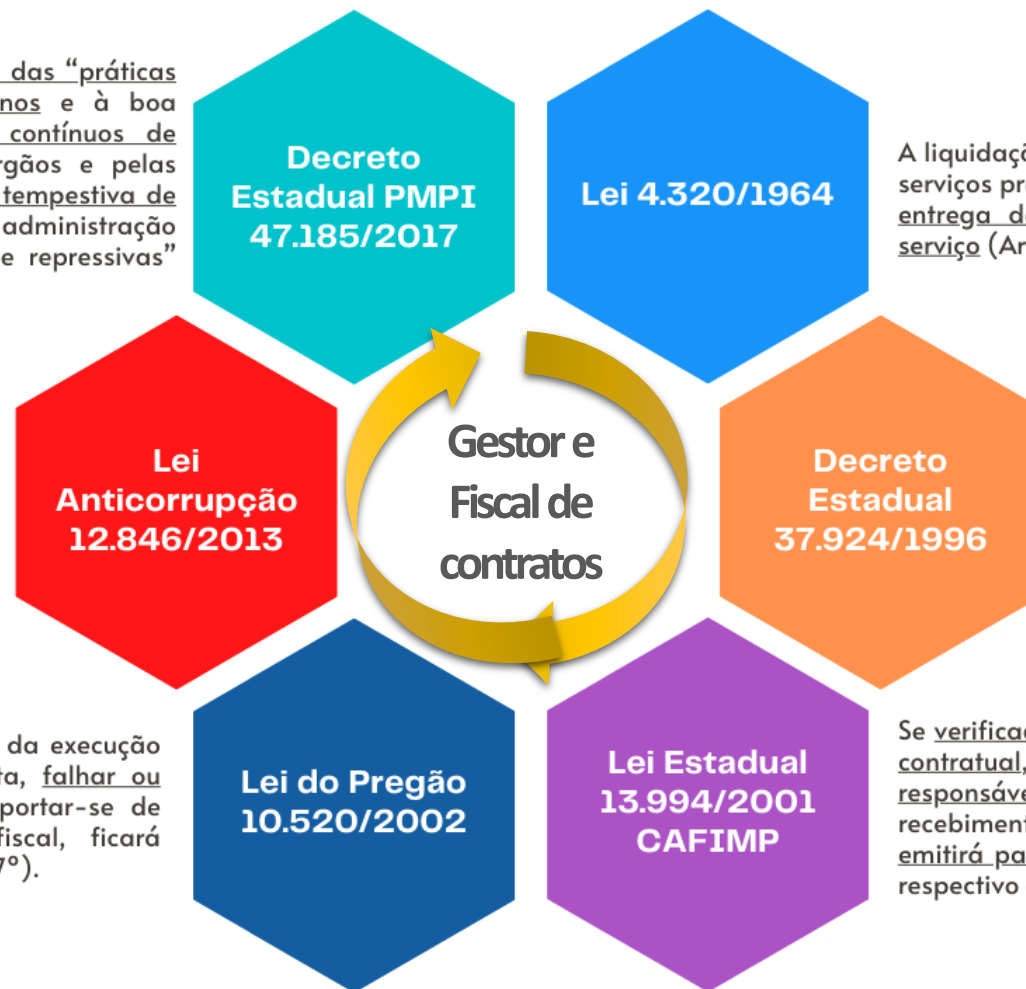 das “práticas
nos e à boa
contínuos de
rgãos e pelas
tempestiva de
administração
e repressivas”
Decreto
Estadual PMPI
47.185/2017
Lei 4.320/1964
A liquidaçã
serviços pr
entrega d
serviço (Ar
Lei
Anticorrupção
12.846/2013
Gestor e
Fiscal de
contratos
Decreto
Estadual
37.924/1996
da execução
ta, falhar ou
portar-se de
fiscal, ficará
7º).
Lei do Pregão
10.520/2002
Lei Estadual
13.994/2001
CAFIMP
Se verifica
contratual,
responsáve
recebiment
emitirá pa
respectivo